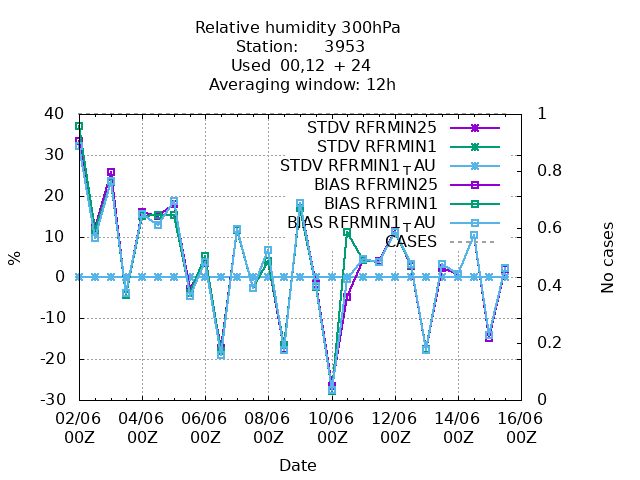 Relative humidity 300hPa
Station: 3953
Used 00,12 + 24
Averaging window: 12h
40 1
STDV RFRMIN25
STDV RFRMIN1
30 STDV RFRMIN1TAU 0.8
BIAS RFRMIN25
20 BIAS RFRMIN1
BIAS RFRMIN1TAU 0.6
10 CASES
% No cases
0 0.4
-10
0.2
-20
-30 0
02/06 04/06 06/06 08/06 10/06 12/06 14/06 16/06
00Z 00Z 00Z 00Z 00Z 00Z 00Z 00Z
Date